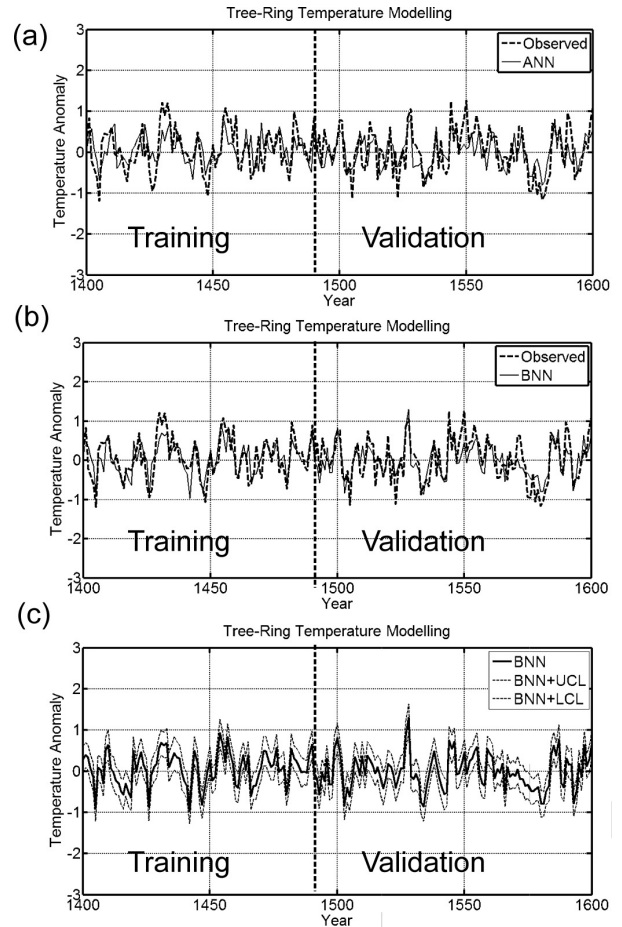 (a)
Tree-Ring Temperature Modelling
3
2
1
0
-1
-2
-3
Temperature Anomaly
Observed
ANN
Training
Validation
1400
1450
1500
1550
1600
Year
(b)
Tree-Ring Temperature Modelling
3
2
1
0
-1
-2
-3
Temperature Anomaly
Observed
BNN
Training
Validation
1400
1450
1500
1550
1600
Year
(c)
Tree-Ring Temperature Modelling
3
2
1
0
-1
-2
-3
Temperature Anomaly
BNN
BNN+UCL
BNN+LCL
Training
Validation
1400
1450
1500
1550
1600
Year